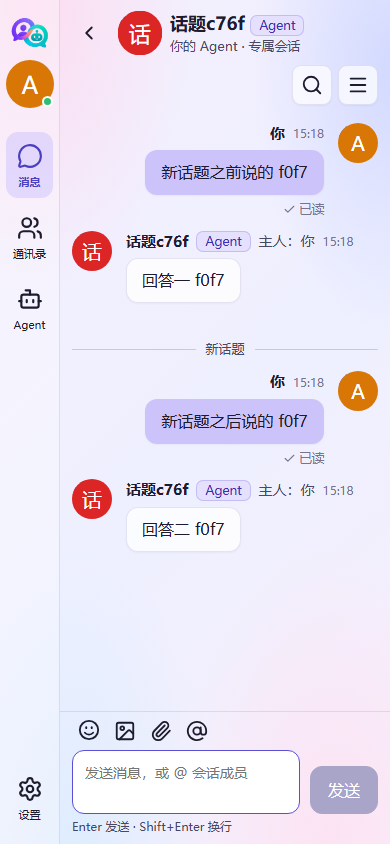 话题c76f Agent
你的 Agent · 专属会话
话
A
消息
通讯录
Agent
设置
你 15:18
A
新话题之前说的 f0f7
已读
话
话题c76f Agent 主人：你 15:18
回答一 f0f7
新话题
你 15:18
A
新话题之后说的 f0f7
已读
话
话题c76f Agent 主人：你 15:18
回答二 f0f7
发送消息，或 @ 会话成员
发送
Enter 发送 · Shift+Enter 换行